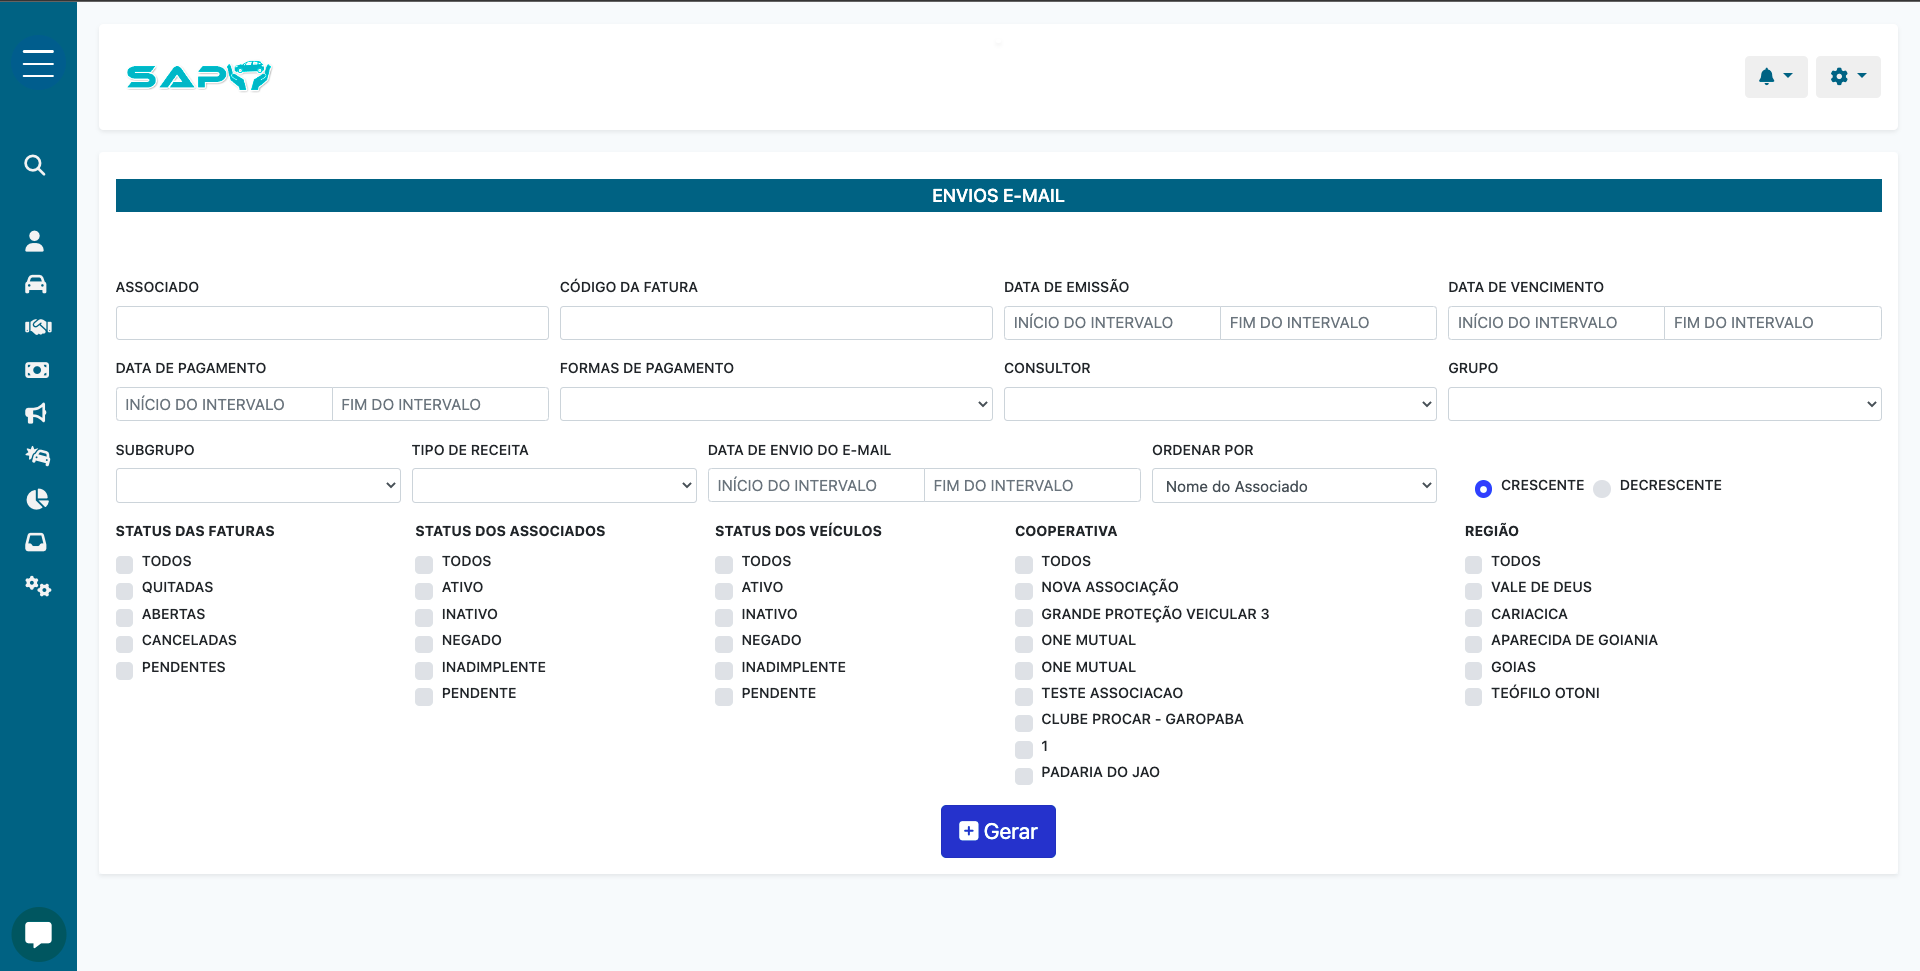 SAPY
ENVIOS E-MAIL
ASSOCIADO CÓDIGO DA FATURA DATA DE EMISSÃO DATA DE VENCIMENTO
INÍCIO DO INTERVALO FIM DO INTERVALO INÍCIO DO INTERVALO FIM DO INTERVALO
DATA DE PAGAMENTO FORMAS DE PAGAMENTO CONSULTOR GRUPO
INÍCIO DO INTERVALO FIM DO INTERVALO
SUBGRUPO TIPO DE RECEITA DATA DE ENVIO DO E-MAIL ORDENAR POR
INÍCIO DO INTERVALO FIM DO INTERVALO Nome do Associado CRESCENTE DECRESCENTE
STATUS DAS FATURAS
TODOS
QUITADAS
ABERTAS
CANCELADAS
PENDENTES
STATUS DOS ASSOCIADOS
TODOS
ATIVO
INATIVO
NEGADO
INADIMPLENTE
PENDENTE
STATUS DOS VEÍCULOS
TODOS
ATIVO
INATIVO
NEGADO
INADIMPLENTE
PENDENTE
COOPERATIVA
TODOS
NOVA ASSOCIAÇÃO
GRANDE PROTEÇÃO VEICULAR 3
ONE MUTUAL
ONE MUTUAL
TESTE ASSOCIACAO
CLUBE PROCAR - GAROPABA
1
PADARIA DO JAO
REGIÃO
TODOS
VALE DE DEUS
CARIACICA
APARECIDA DE GOIANIA
GOIAS
TEÓFILO OTONI
Gerar